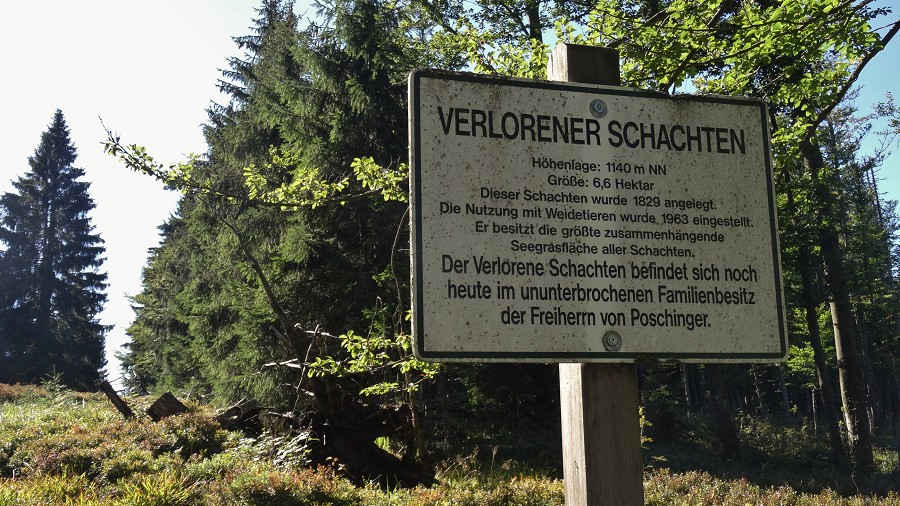 VERLORENER SCHACHTEN
Höhenlage: 1140 m NN
Größe: 6,6 Hektar
Dieser Schachten wurde 1829 angelegt.
Die Nutzung mit Weidetieren wurde 1963 eingestellt.
Er besitzt die größte zusammenhängende
Seegrasfläche aller Schachten.
Der Verlorene Schachten befindet sich noch
heute im ununterbrochenen Familienbesitz
der Freiherrn von Poschinger.